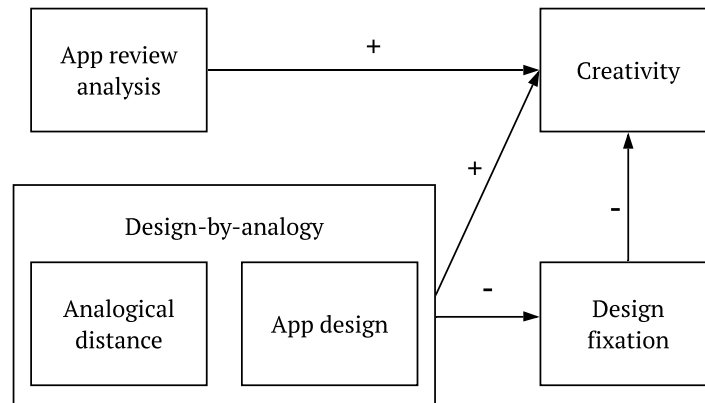 App review
analysis
+
Creativity
+
-
Design-by-analogy
Analogical
distance
App design
-
Design
fixation